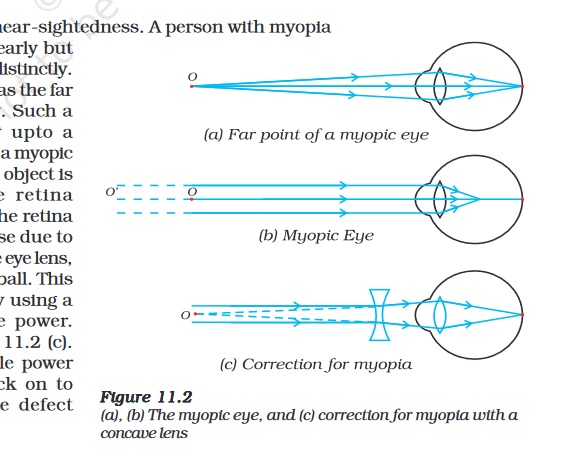 near-sightedness. A person with myopia
early but
distinctly.
as the far
. Such a
upto a
a myopic
object is
retina
he retina
se due to
eye lens,
ball. This
using a
e power.
11.2 (c).
le power
ck on to
e defect
O
(a) Far point of a myopic eye
O'
O
(b) Myopic Eye
O
(c) Correction for myopia
Figure 11.2
(a), (b) The myopic eye, and (c) correction for myopia with a
concave lens